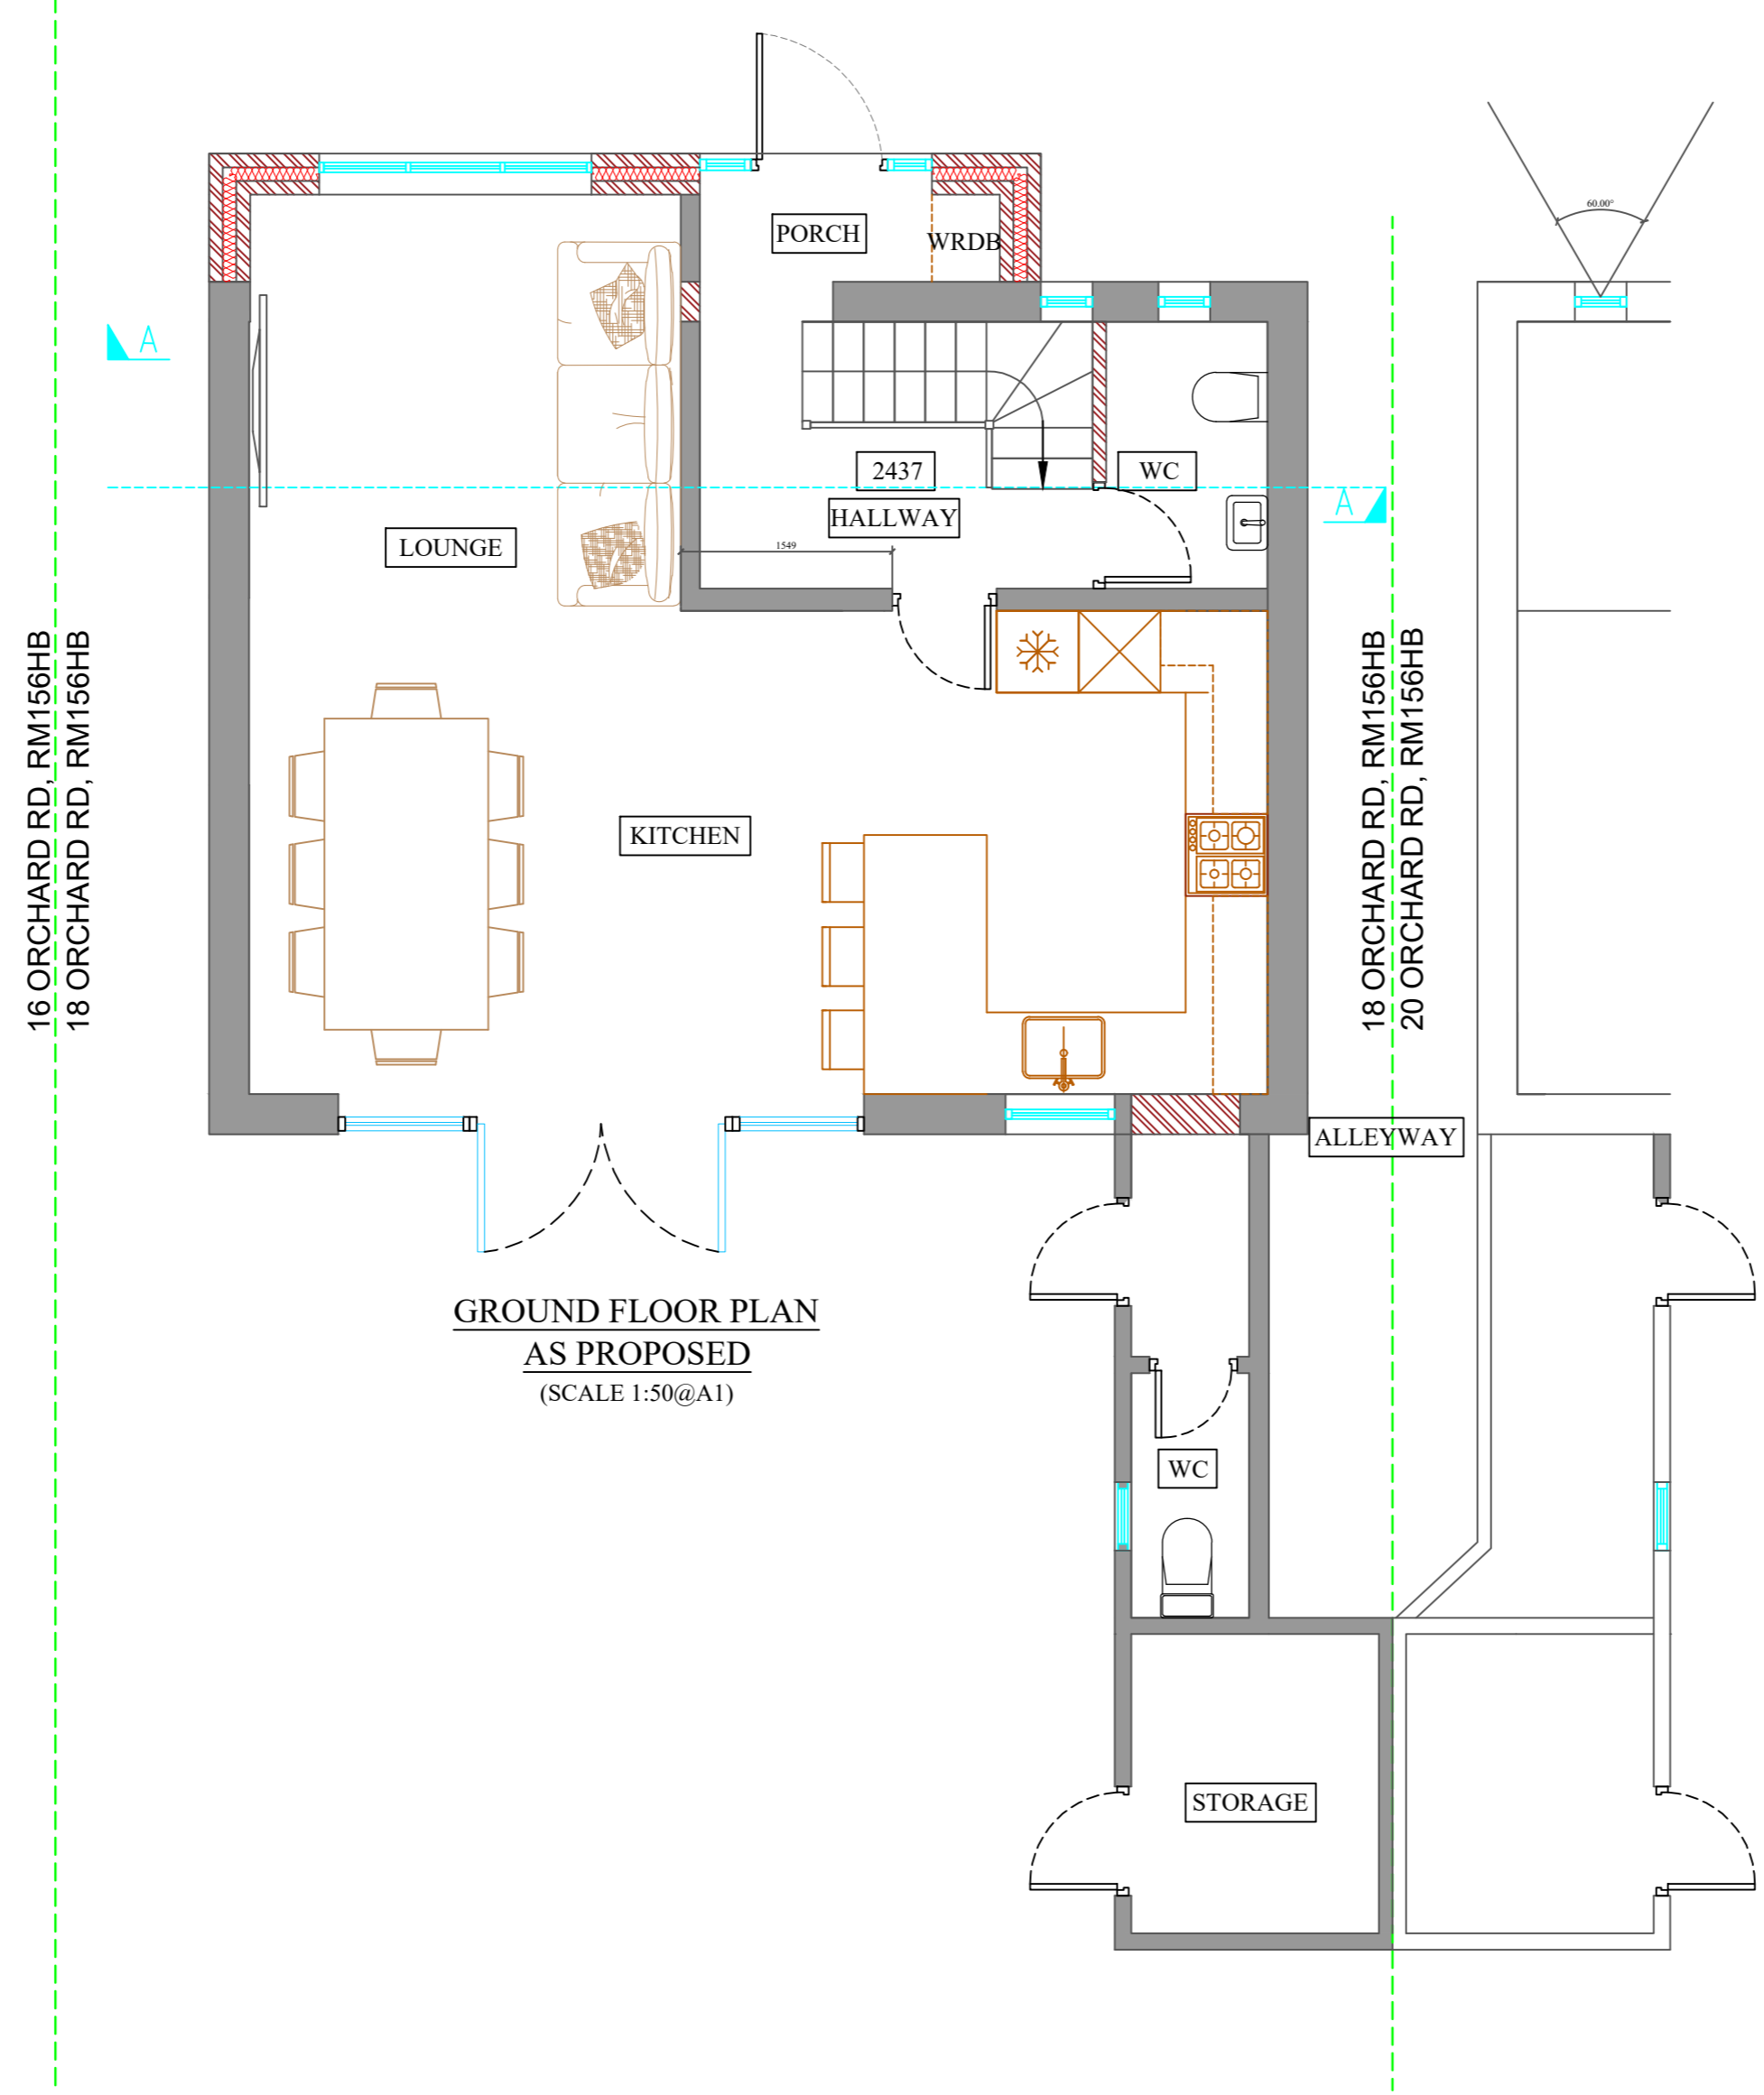 60.00°
PORCH
WRDB
A
2437
WC
A
HALLWAY
LOUNGE
1549
16 ORCHARD RD, RM156HB
18 ORCHARD RD, RM156HB
18 ORCHARD RD, RM156HB
20 ORCHARD RD, RM156HB
KITCHEN
ALLEYWAY
GROUND FLOOR PLAN
AS PROPOSED
(SCALE 1:50@A1)
WC
STORAGE